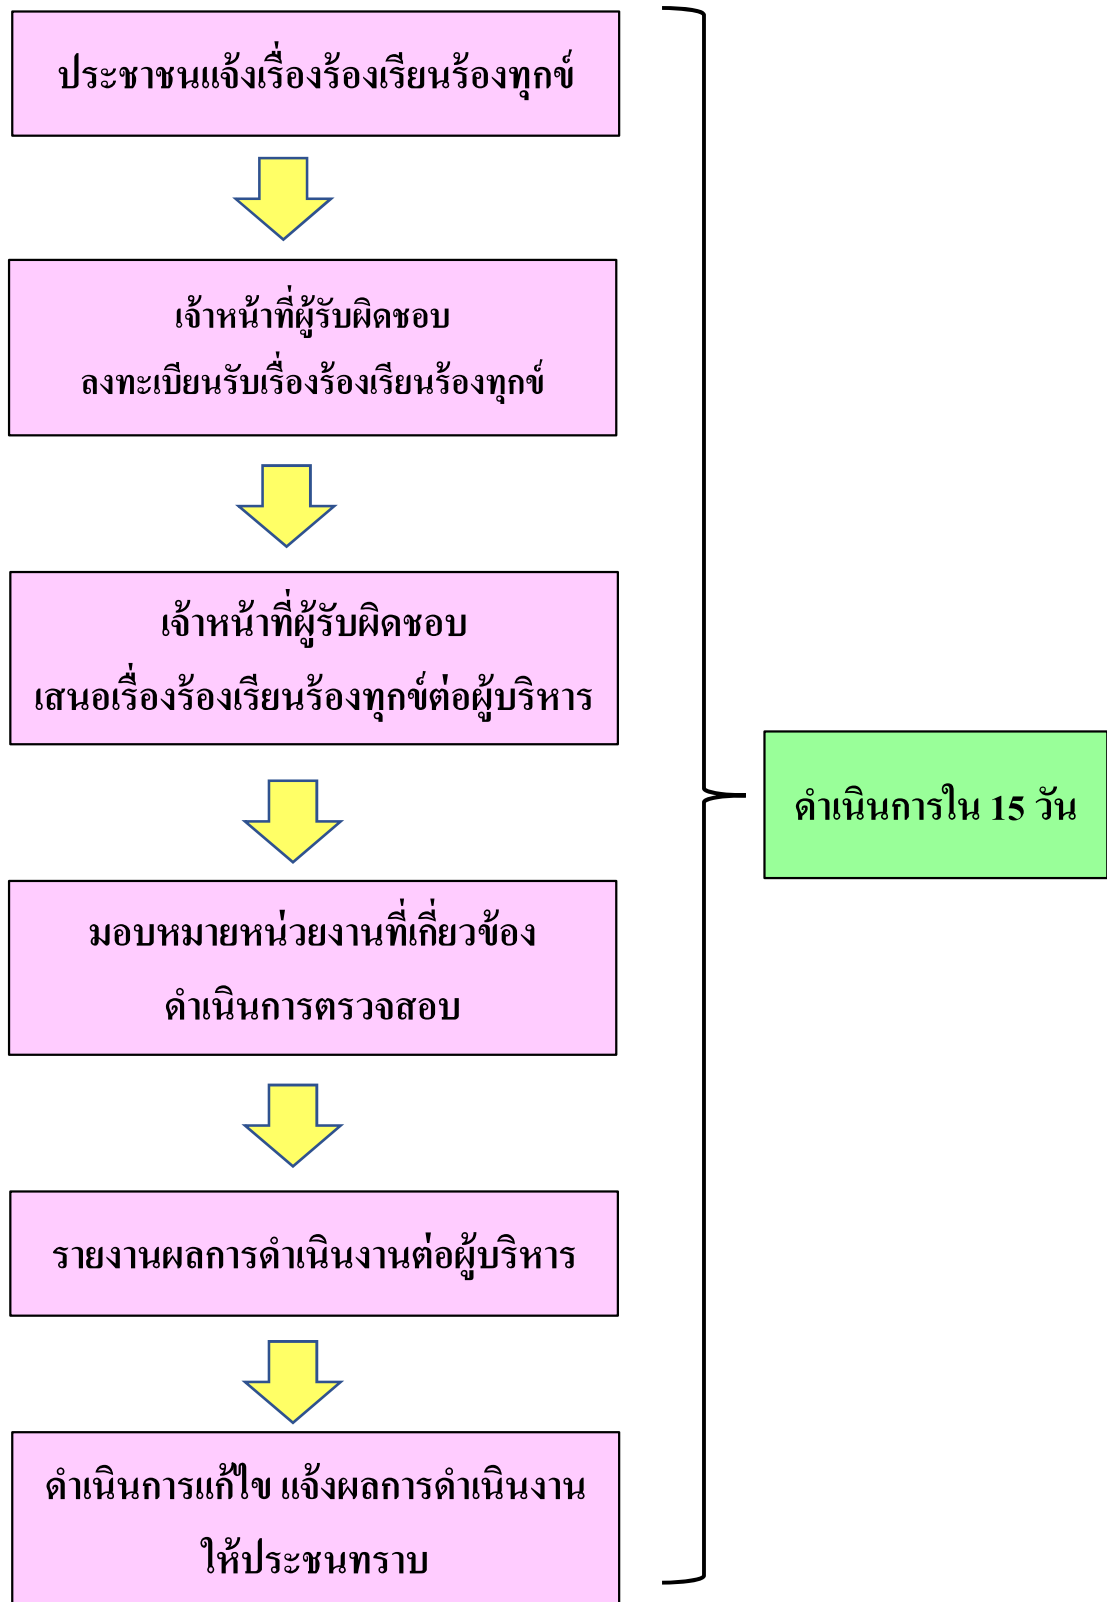 ประชาชนแจ้งเรื่องร้องเรียนร้องทุกข์
เจ้าหน้าที่ผู้รับผิดชอบ
ลงทะเบียนรับเรื่องร้องเรียนร้องทุกข์
เจ้าหน้าที่ผู้รับผิดชอบ
เสนอเรื่องร้องเรียนร้องทุกข์ต่อผู้บริหาร
มอบหมายหน่วยงานที่เกี่ยวข้อง
ดำเนินการตรวจสอบ
รายงานผลการดำเนินงานต่อผู้บริหาร
ดำเนินการแก้ไข แจ้งผลการดำเนินงาน
ให้ประชนทราบ
ดำเนินการใน 15 วัน